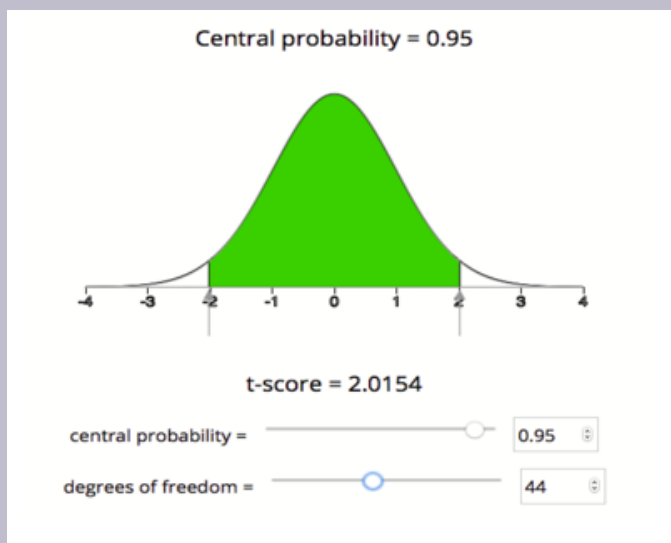 Central probability = 0.95
-4 -3 -2 -1 0 1 2 3 4
t-score = 2.0154
central probability = 0.95
degrees of freedom = 44